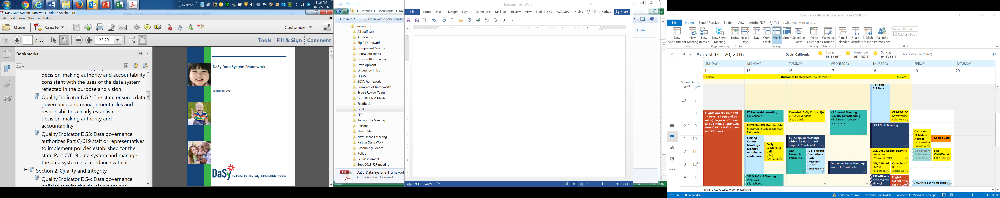 Desktop
3:16 PM
8/12/2016
DaSy Data System Framework - Adobe Acrobat Pro
File Edit View Window Help
Open Create Customize
1 / 53 33.2% Tools Fill & Sign Comment
Bookmarks
decision-making authority and accountability
consistent with the uses of the data system
reflected in the purpose and vision.
Quality Indicator DG2: The state ensures data
governance and management roles and
responsibilities clearly establish
decision-making authority and
accountability.
Quality Indicator DG3: Data governance
authorizes Part C/619 staff or representatives
to implement policies established for the
state Part C/619 data system and manage
the data system in accordance with all
Section 2: Quality and Integrity
Quality Indicator DG4: Data governance
policies require the development and
DaSy Data System Framework
September 2014
DaSy The Center for IDEA Early Childhood Data Systems
Libraries Documents My
Organize Open with Adobe Acrobat
Framework
All staff calls
Application
Big B Framework
Component Groups
Critical questions
Cross cutting themes
Development
Discussion in DC
ECIDS
ECTA Framework
Examples of frameworks
Expert Review Team
Feb 2014 NM Meeting
Feedback
Final
FLT
Kansas City Meeting
Liaisons
New folder
New Orleans Meeting
Partner State Work
Resource guidance
Rollout
Self assessment
Sept 2013 F2F meeting
DaSy-Data-Systems-Framework
Adobe Acrobat Document
Document10 - Word
File Home Insert Design Layout References Mailings Review View EndNote X7 ACROBAT Styles Tell me Kathy... Share
Page 1 of 1 0 words 100%
Folder
Calendar - kathleen.hebbeler@sri.com - Outlook
File Home Send / Receive Folder View Adobe PDF Tell me what you want to do...
New Appointment New Meeting New Items New Skype Meeting Today Next 7 Days Day Work Week Week Month Schedule View Open Calendar Calendar Groups E-mail Calendar Share Calendar Publish Online Calendar Permissions
Search People
Address Book
New Skype Meeting Go To Arrange Manage Calendars Share Find
August 14 - 20, 2016
Davis, California
Today
93°F/59°F
Tomorrow
96°F/57°F
Sunday
94°F/55°F
Search Calendar (Ctrl+E)
SUNDAY MONDAY TUESDAY WEDNESDAY THURSDAY FRIDAY SATURDAY
14 15 16 17 18 19 20
8:00am Outcomes Conference; New Orleans, LA 8:30am
Eastern Pacific
9 AM 6 AM
10 7
11 8
12 PM 9
1 10
2 11
3 12 PM
4 1
Flight# AA1200 from SMF
-> DFW (3 hours and 24
mins.) Layover of 1 hour
and 33 mins. Flight# 1300
from DFW -> MSY (1 hour
and 28 mins.)
K3 Leadership meeting
Lily Gabaree
CL2/FPG: COS Module (1-h
https://tadnet.adobeconnect.c
Reid, Kellen
Linking
Cohort
Meeting -
Monday
morning at
conference
DaSy
Leadership
Call
(866)
426-5206
SRI & NC K-3 Meeting
WebEx/call
Lily Gabaree
Canceled: DaSy Critical Qu
CL4 & AEM Adobe
Diego Garcia
ECTA regular meetings
with Julia Martin - 3rd
Kasprzak, Christina M
KEA
Research
Partner Call
GoToMeetin
Invitation -
EAG
Research
GTM1
Kathleen
K3 Internal Meeting
(usually not attending)
Mimi Stearns/WebEx
Lily Gabaree
Outcomes Team Meetings
Kasprzak, Christina M
IFSP and
619 Data
CL3/FPG: CO
https://tadne
Reid, Kelle
ECTA Staff Meeting
CL1/DaSy Adobe: DaSy All
Jess office
Jessica Gonzalez
CF5/AEM Ad
BN290
Katie Rob
Canceled: Cl
BS111
Jessica Go
PST office h
overhead con
Xin Wei
Flight#
UA740 from
MSY -> IAH
Canceled:
CL1/Main
Adobe:
https://tadnet
Criscuolo,
Cook's Colli
Do not norn
GoToMeeting
FW:
CL4/Westat
Katie Rob
IYC Article Writing Team
Tasks: 0 Active tasks, 0 Completed tasks
Items: 36 Reminders: 5 Send/Receive error This folder is up to date. Connected to: Microsoft Exchange 100%